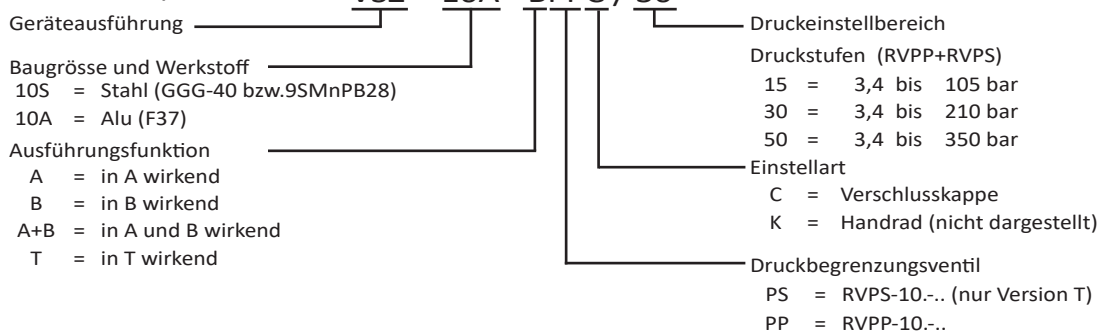 Geräteausführung
Baugrösse und Werkstoff
10S = Stahl (GGG-40 bzw.9SMnPB28)
10A = Alu (F37)
Ausführungsfunktion
A = in A wirkend
B = in B wirkend
A+B = in A und B wirkend
T = in T wirkend
Druckeinstellbereich
Druckstufen (RVPP+RVPS)
15 = 3,4 bis 105 bar
30 = 3,4 bis 210 bar
50 = 3,4 bis 350 bar
Einstellart
C = Verschlusskappe
K = Handrad (nicht dargestellt)
Druckbegrenzungsventil
PS = RVPS-10.-.. (nur Version T)
PP = RVPP-10.-..